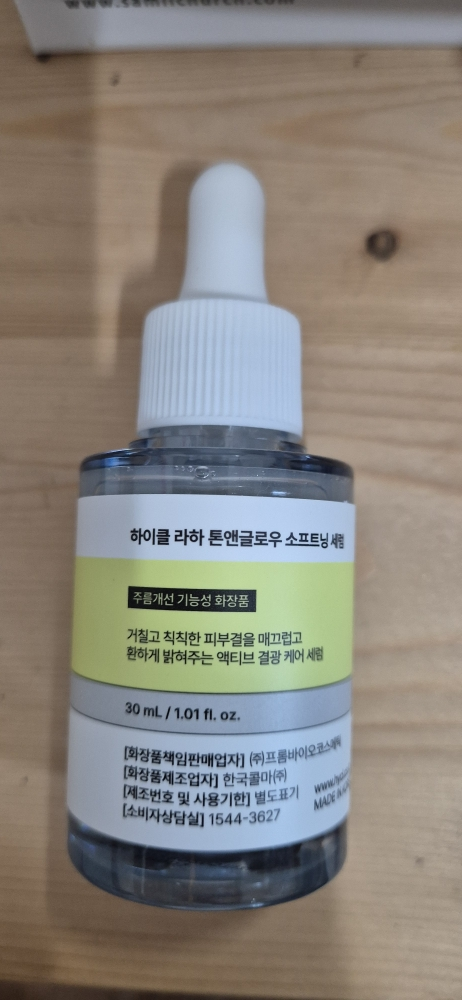 www.samilchurch.com
하이클 라하 톤앤글로우 소프트닝 세럼
주름개선 기능성 화장품
거칠고 칙칙한 피부결을 매끄럽고
환하게 밝혀주는 액티브 결광 케어 세럼
30 mL / 1.01 fl. oz.
[화장품책임판매업자] (주)프롬바이오코스메틱
[화장품제조업자] 한국콜마(주)
[제조번호 및 사용기한] 별도표기
[소비자상담실] 1544-3627
MADE IN